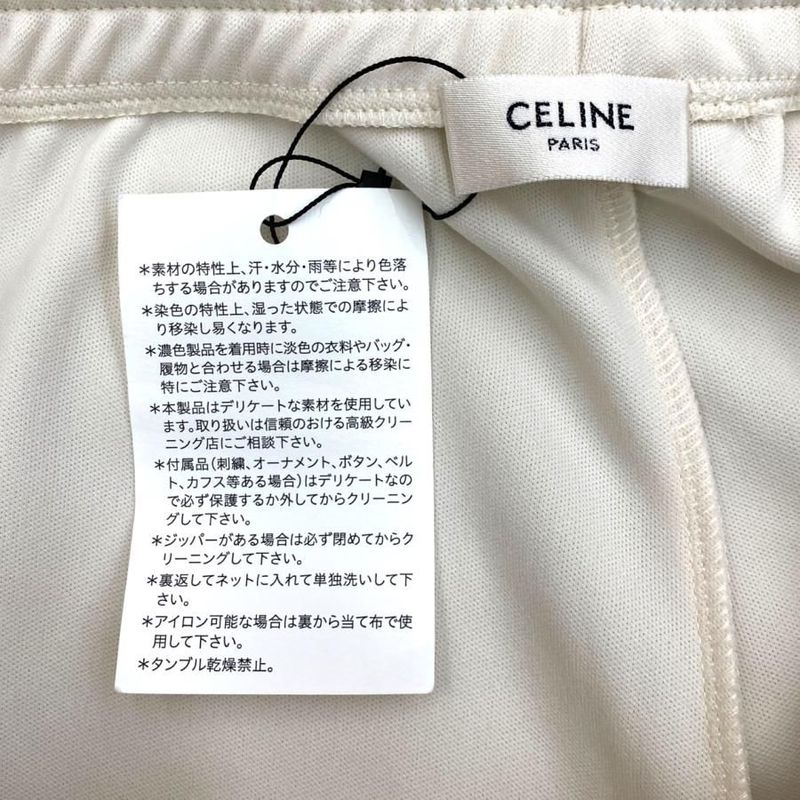 CELINE
PARIS
＊素材の特性上、汗・水分・雨等により色落
ちする場合がありますのでご注意下さい。
＊染色の特性上、湿った状態での摩擦によ
り移染し易くなります。
＊濃色製品を着用時に淡色の衣料やバッグ・
履物と合わせる場合は摩擦による移染に
特にご注意下さい。
＊本製品はデリケートな素材を使用してい
ます。取り扱いは信頼のおける高級クリー
ニング店にご相談下さい。
＊付属品（刺繍、オーナメント、ボタン、ベル
ト、カフス等ある場合）はデリケートなの
で必ず保護するか外してからクリーニン
グして下さい。
＊ジッパーがある場合は必ず閉めてからク
リーニングして下さい。
＊裏返してネットに入れて単独洗いして下
さい。
＊アイロン可能な場合は裏から当て布で使
用して下さい。
＊タンブル乾燥禁止。